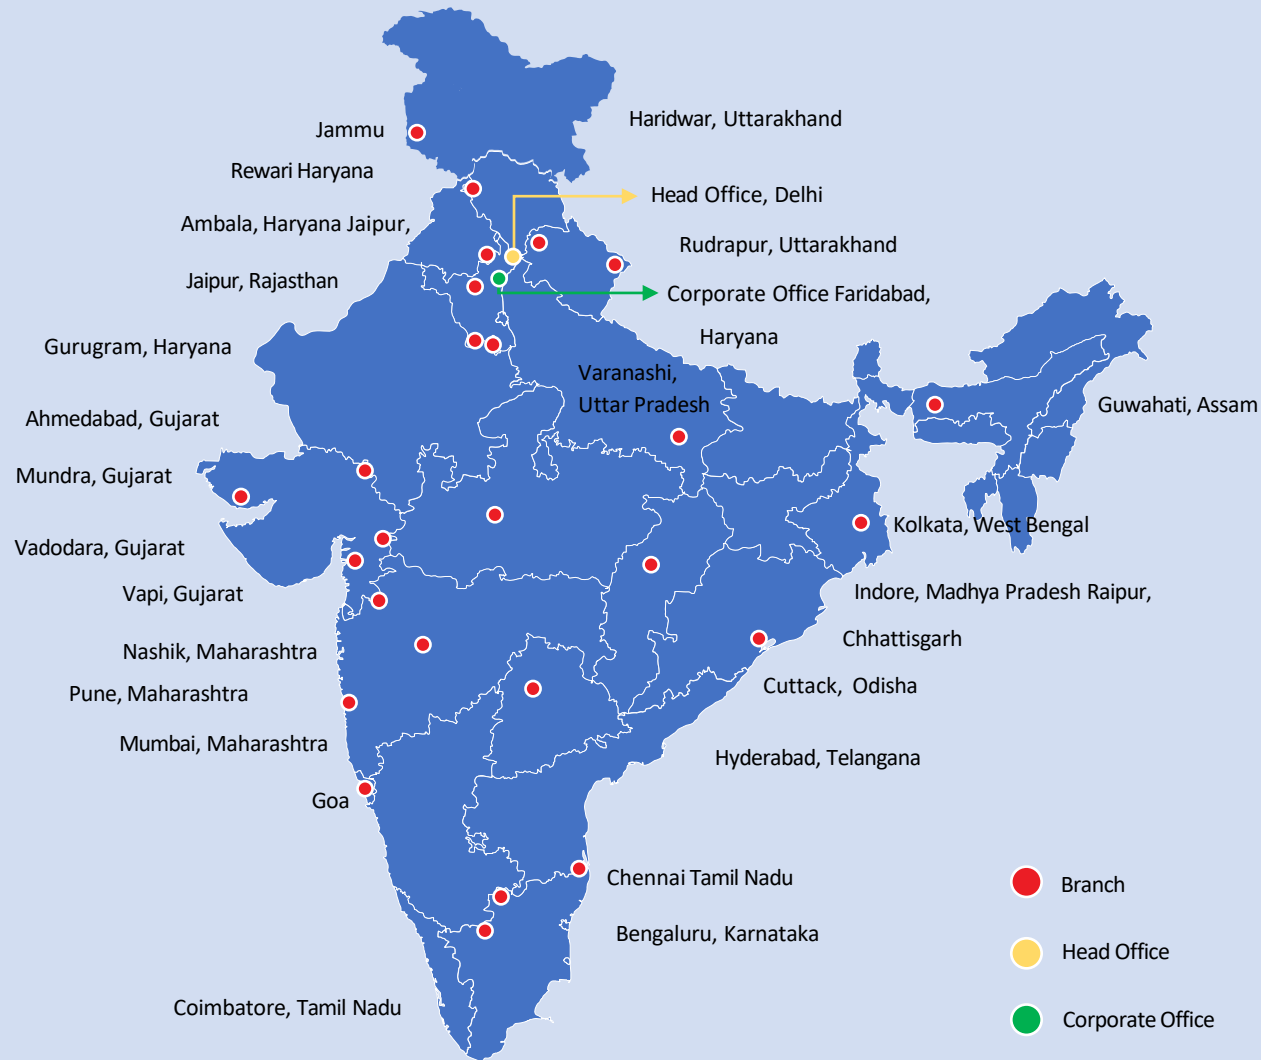 Haridwar, Uttarakhand
Jammu
Rewari Haryana
Head Office, Delhi
Ambala, Haryana Jaipur,
Rudrapur, Uttarakhand
Jaipur, Rajasthan
Corporate Office Faridabad,
Haryana
Gurugram, Haryana
Varanashi,
Uttar Pradesh
Guwahati, Assam
Ahmedabad, Gujarat
Mundra, Gujarat
Kolkata, West Bengal
Vadodara, Gujarat
Vapi, Gujarat
Indore, Madhya Pradesh Raipur,
Chhattisgarh
Nashik, Maharashtra
Cuttack, Odisha
Pune, Maharashtra
Mumbai, Maharashtra
Hyderabad, Telangana
Goa
Chennai Tamil Nadu
Branch
Bengaluru, Karnataka
Head Office
Coimbatore, Tamil Nadu
Corporate Office